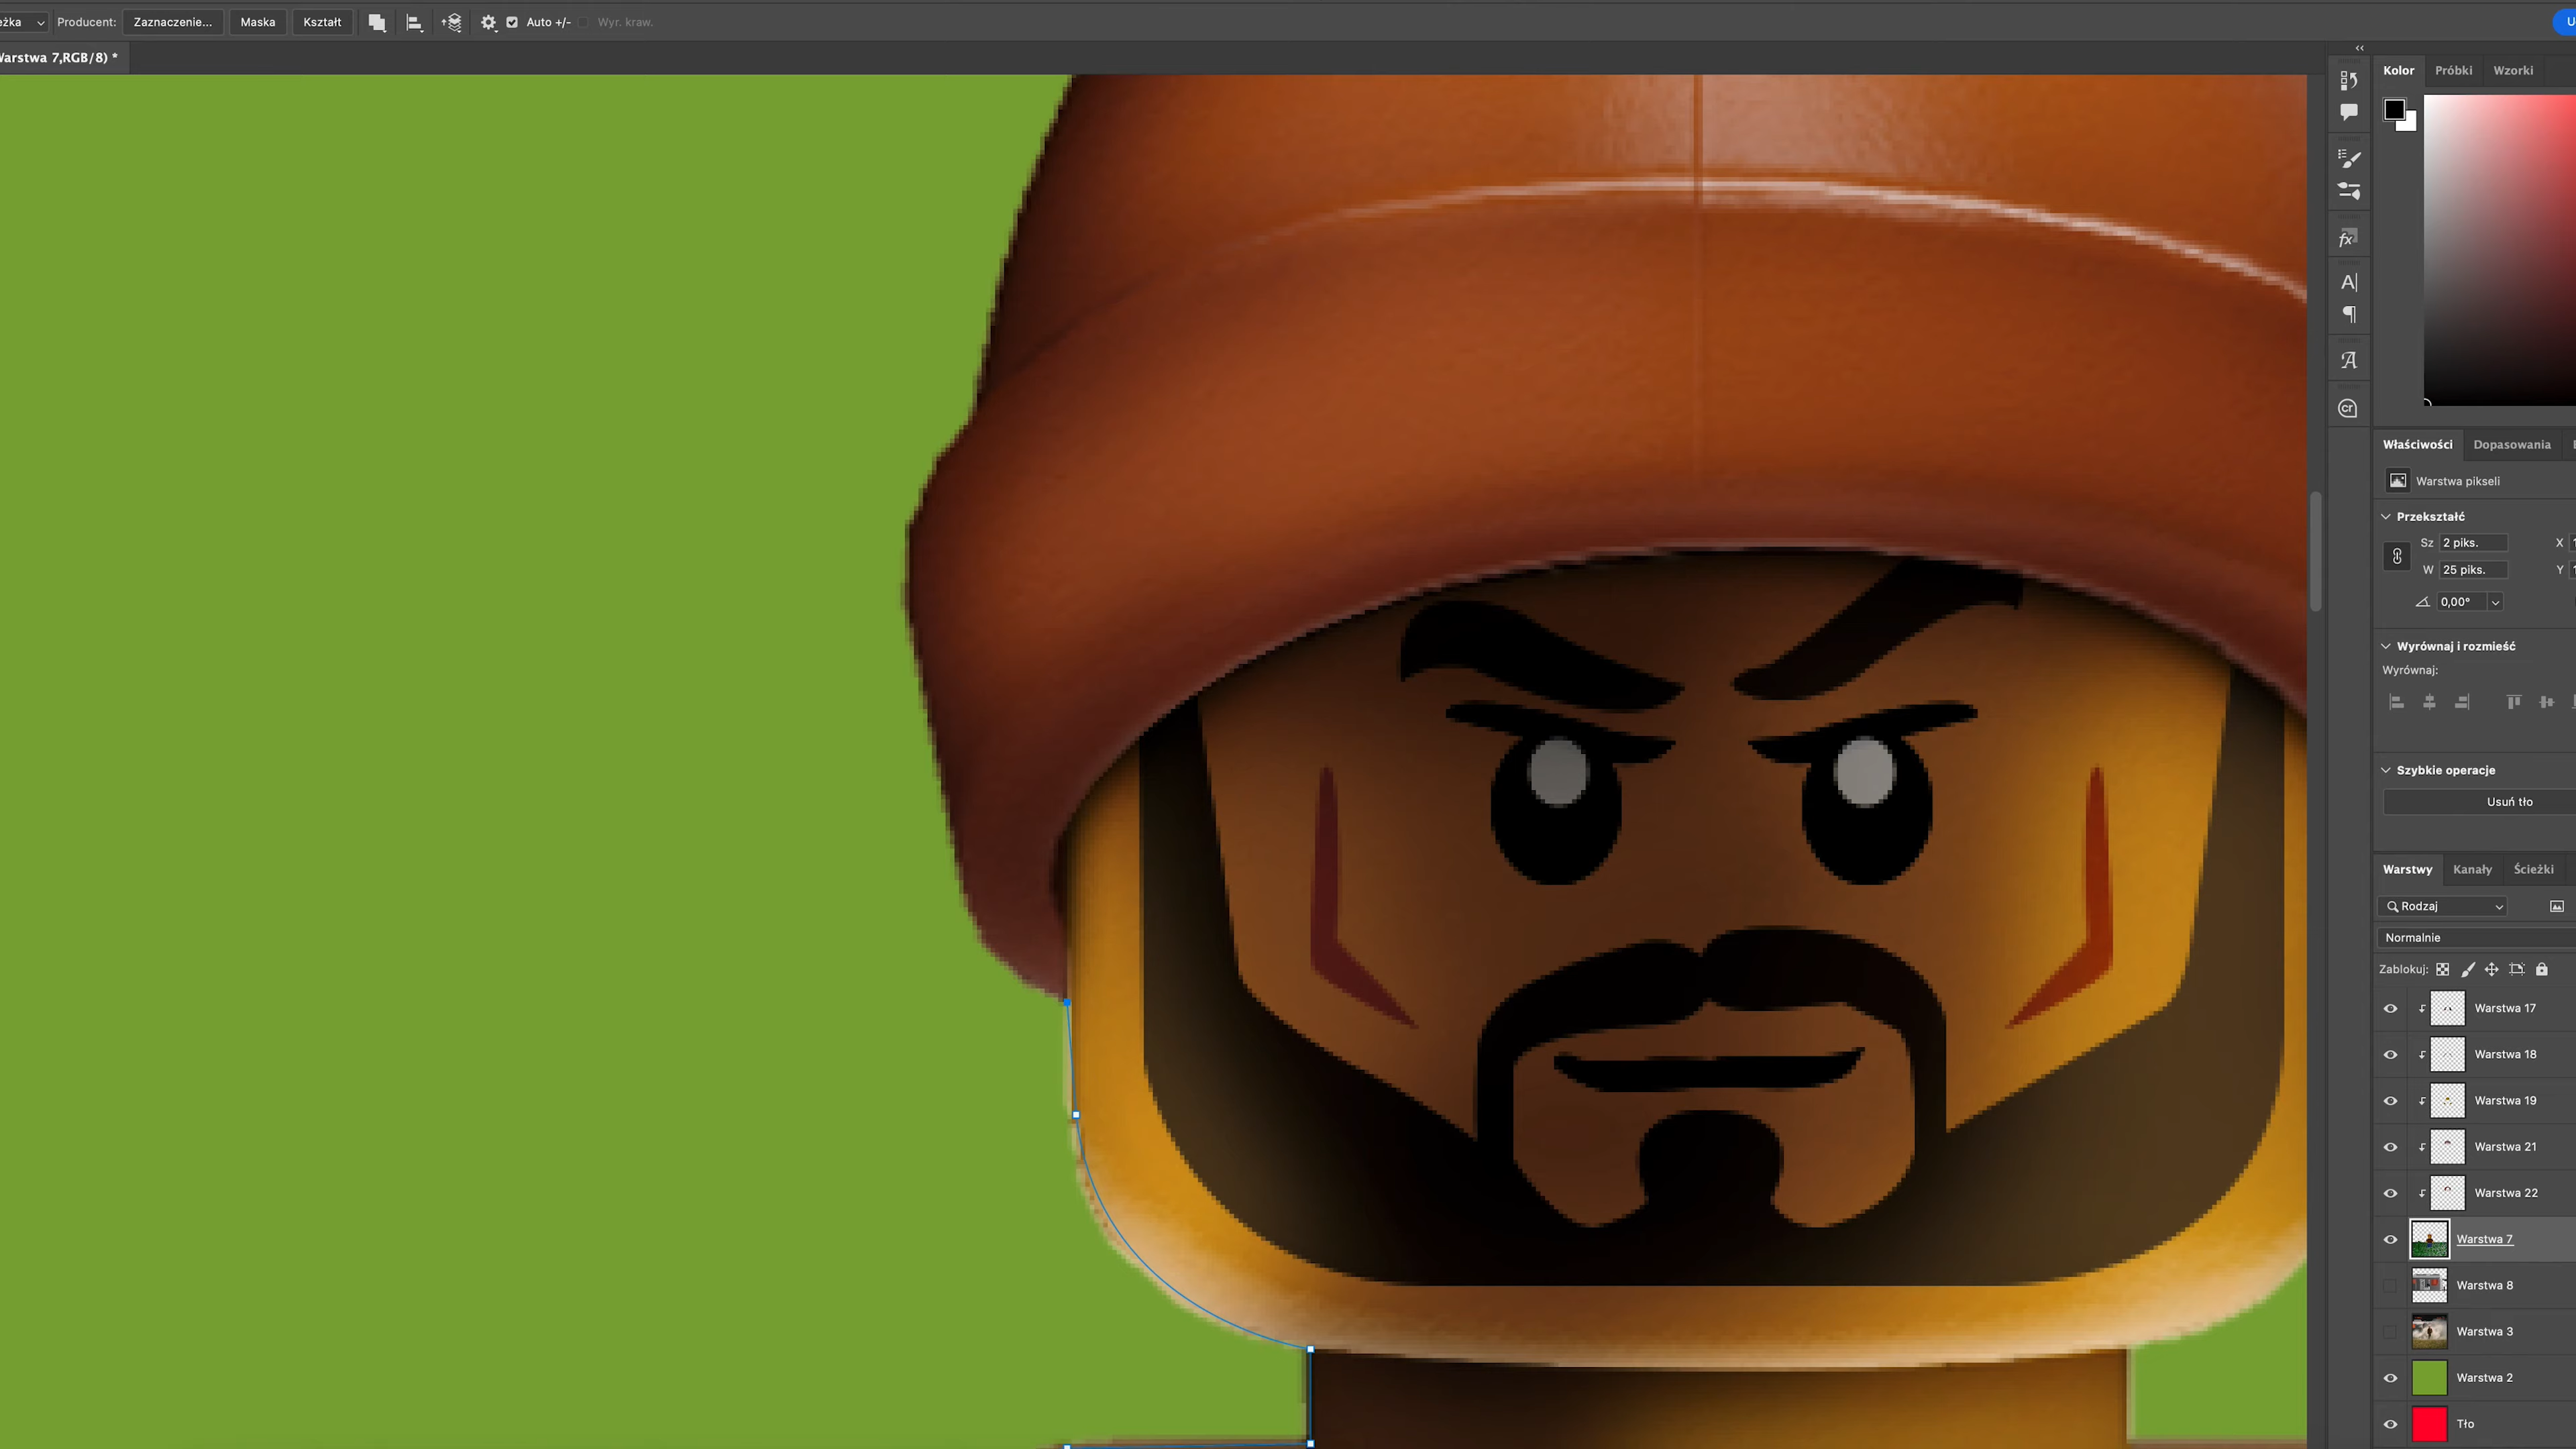 eżka Producent: Zaznaczenie... Maska Kształt Auto +/- Wyr. kraw. U
Warstwa 7,RGB/8) *
Kolor Próbki Wzorki
Właściwości Dopasowania
Warstwa pikseli
Przekształć
Sz 2 piks. X 1
W 25 piks. Y 1
0,00°
Wyrównaj i rozmieść
Wyrównaj:
Szybkie operacje
Usuń tło
Warstwy Kanały Ścieżki
Rodzaj
Normalnie
Zablokuj:
Warstwa 17
Warstwa 18
Warstwa 19
Warstwa 21
Warstwa 22
Warstwa 7
Warstwa 8
Warstwa 3
Warstwa 2
Tło